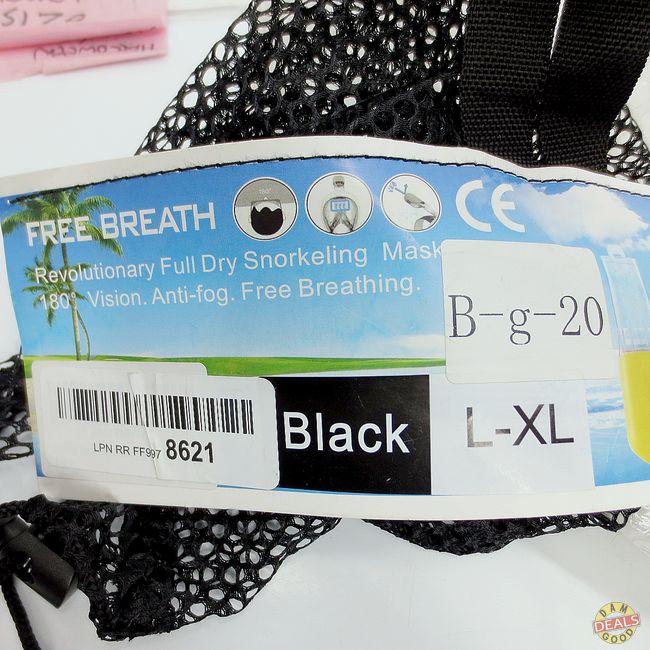 FREE BREATH
180°
CE
Revolutionary Full Dry Snorkeling Mask
180° Vision. Anti-fog. Free Breathing.
B-g-20
LPN RR FF997 8621
Black
L-XL
DAM
DEALS
GOOD